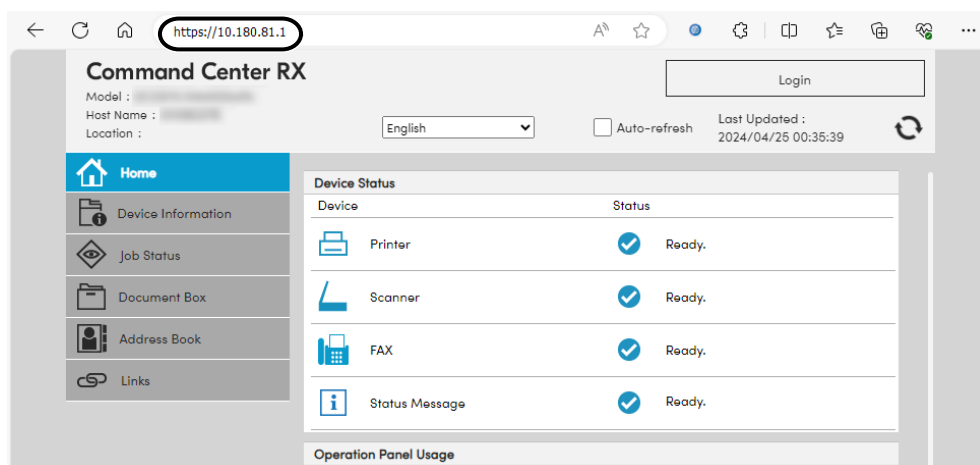 https://10.180.81.1
Command Center RX
Login
Model :
Host Name :
Location :
English
Auto-refresh
Last Updated :
2024/04/25 00:35:39
Home
Device Information
Job Status
Document Box
Address Book
Links
Device Status
Device Status
Printer Ready.
Scanner Ready.
FAX Ready.
Status Message Ready.
Operation Panel Usage